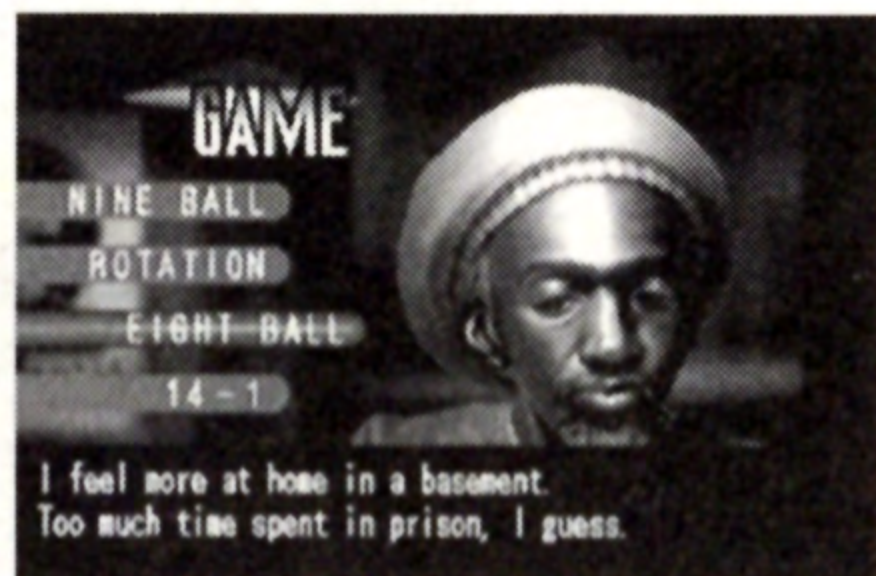 GAME
NINE BALL
ROTATION
EIGHT BALL
14-1
I feel more at home in a basement.
Too much time spent in prison, I guess.